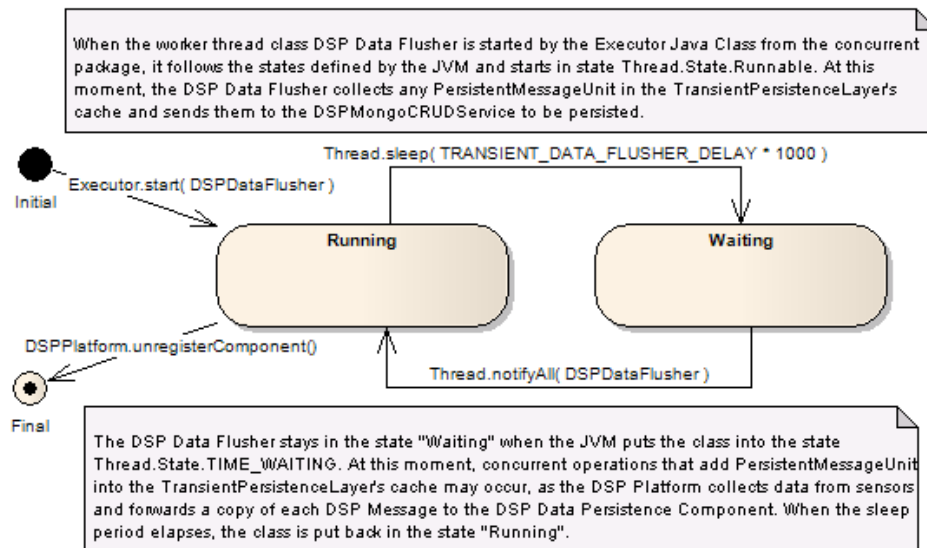 When the worker thread class DSP Data Flusher is started by the Executor Java Class from the concurrent
package, it follows the states defined by the JVM and starts in state Thread.State.Runnable. At this
moment, the DSP Data Flusher collects any PersistentMessageUnit in the TransientPersistenceLayer's
cache and sends them to the DSPMongoCRUDService to be persisted.
Thread.sleep( TRANSIENT_DATA_FLUSHER_DELAY * 1000 )
Executor.start( DSPDataFlusher )
Initial
Running
Waiting
DSPPlatform.unregisterComponent()
Thread.notifyAll( DSPDataFlusher )
Final
The DSP Data Flusher stays in the state "Waiting" when the JVM puts the class into the state
Thread.State.TIME_WAITING. At this moment, concurrent operations that add PersistentMessageUnit
into the TransientPersistenceLayer's cache may occur, as the DSP Platform collects data from sensors
and forwards a copy of each DSP Message to the DSP Data Persistence Component. When the sleep
period elapses, the class is put back in the state "Running".